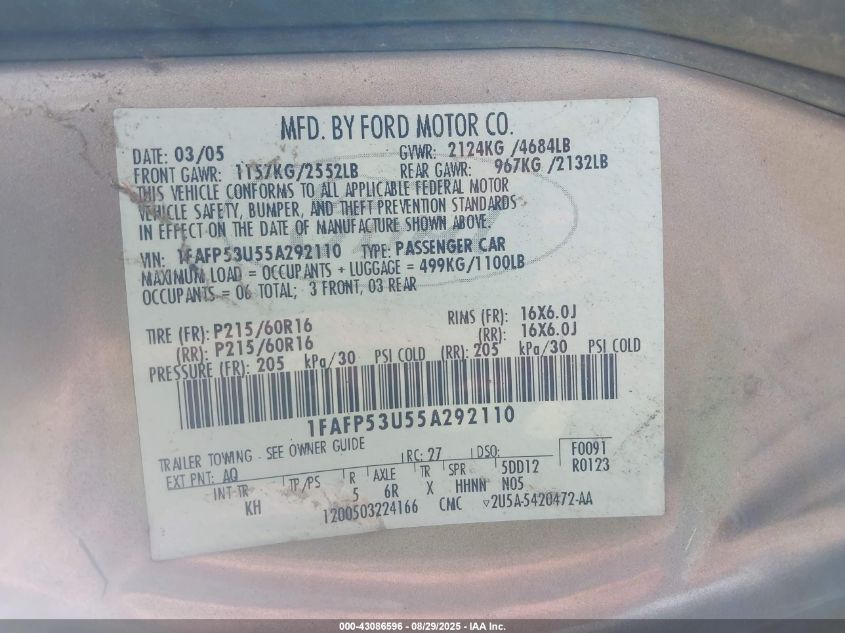 MFD. BY FORD MOTOR CO.
DATE: 03/05 GVWR: 2124KG /4684LB
FRONT GAWR: 1157KG/2552LB REAR GAWR: 967KG /2132LB
THIS VEHICLE CONFORMS TO ALL APPLICABLE FEDERAL MOTOR
VEHICLE SAFETY, BUMPER, AND THEFT PREVENTION STANDARDS
IN EFFECT ON THE DATE OF MANUFACTURE SHOWN ABOVE.
VIN: 1FAFP53U55A292110 TYPE: PASSENGER CAR
MAXIMUM LOAD = OCCUPANTS + LUGGAGE = 499KG/1100LB
OCCUPANTS = 06 TOTAL; 3 FRONT, 03 REAR
TIRE (FR): P215/60R16 RIMS (FR): 16X6.0J
(RR): P215/60R16 (RR): 16X6.0J
PRESSURE (FR): 205 kPa/30 PSI COLD (RR): 205 kPa/30 PSI COLD
1FAFP53U55A292110
TRAILER TOWING - SEE OWNER GUIDE
EXT PNT: AQ RC: 27 DSO: F0091
INT TR TP/PS R AXLE TR SPR 5DD12 R0123
KH 5 6R X HHNN N05
1200503224166 CMC ▽2U5A-5420472-AA
000-43086596 - 08/29/2025 - IAA Inc.